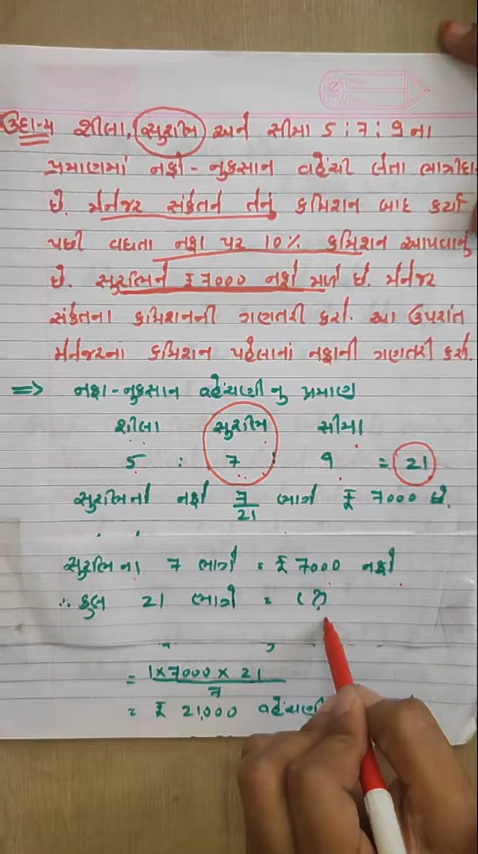 ઉદા-૫ શીલા, સુરભિ અને સીમા 5 : 7 : 9 ના
પ્રમાણમાં નફો-નુકસાન વહેંચી લેતા ભાગીદા
છે. મેનેજર સંકેતને તેનું કમિશન બાદ કર્યા
પછી વધતા નફા પર 10% કમિશન આપવાનું
છે. સુરભિને ₹ 7000 નફો મળે છે. મેનેજર
સંકેતના કમિશનની ગણતરી કરો. આ ઉપરાંત
મેનેજરના કમિશન પહેલાનાં નફાની ગણતરી કરો.
=> નફા-નુકસાન વહેંચણીનું પ્રમાણ
શીલા સુરભિ સીમા
5 : 7 : 9 = 21
સુરભિનો નફો 7/21 ભાગે ₹ 7000 છે.
સુરભિના 7 ભાગે = ₹ 7000 નફો
∴ કુલ 21 ભાગે = (?)
= 1 × 7000 × 21 / 7
= ₹ 21,000 વહેંચણી